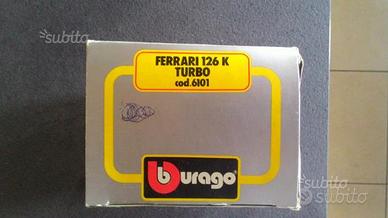 subito
FERRARI 126 K
TURBO
cod.6101
burago
subito
subito